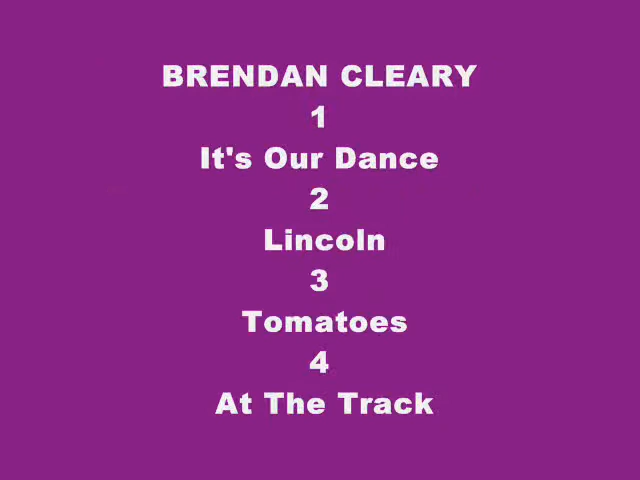 BRENDAN CLEARY
1
It's Our Dance
2
Lincoln
3
Tomatoes
4
At The Track